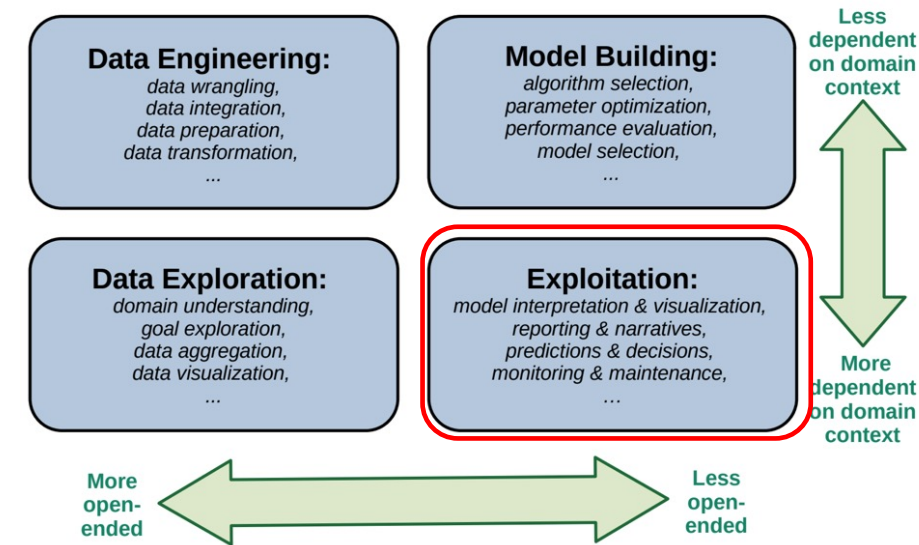 Data Engineering:
data wrangling,
data integration,
data preparation,
data transformation,
...
Model Building:
algorithm selection,
parameter optimization,
performance evaluation,
model selection,
...
Less
dependent
on domain
context
Data Exploration:
domain understanding,
goal exploration,
data aggregation,
data visualization,
...
Exploitation:
model interpretation & visualization,
reporting & narratives,
predictions & decisions,
monitoring & maintenance,
...
More
dependent
on domain
context
More
open-
ended
Less
open-
ended